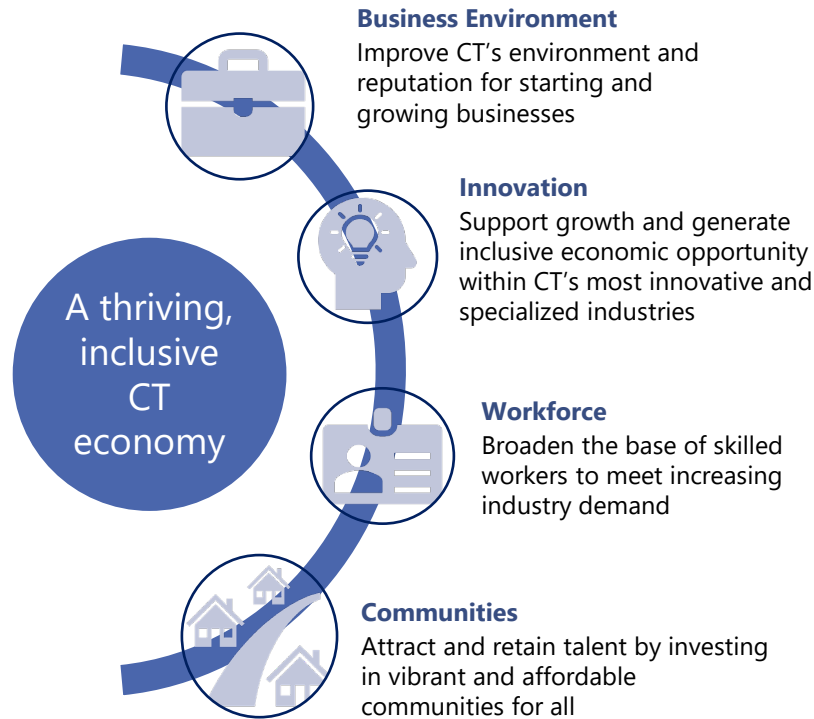 Business Environment
Improve CT’s environment and
reputation for starting and
growing businesses
Innovation
Support growth and generate
inclusive economic opportunity
within CT’s most innovative and
specialized industries
A thriving,
inclusive
CT
economy
Workforce
Broaden the base of skilled
workers to meet increasing
industry demand
Communities
Attract and retain talent by investing
in vibrant and affordable
communities for all